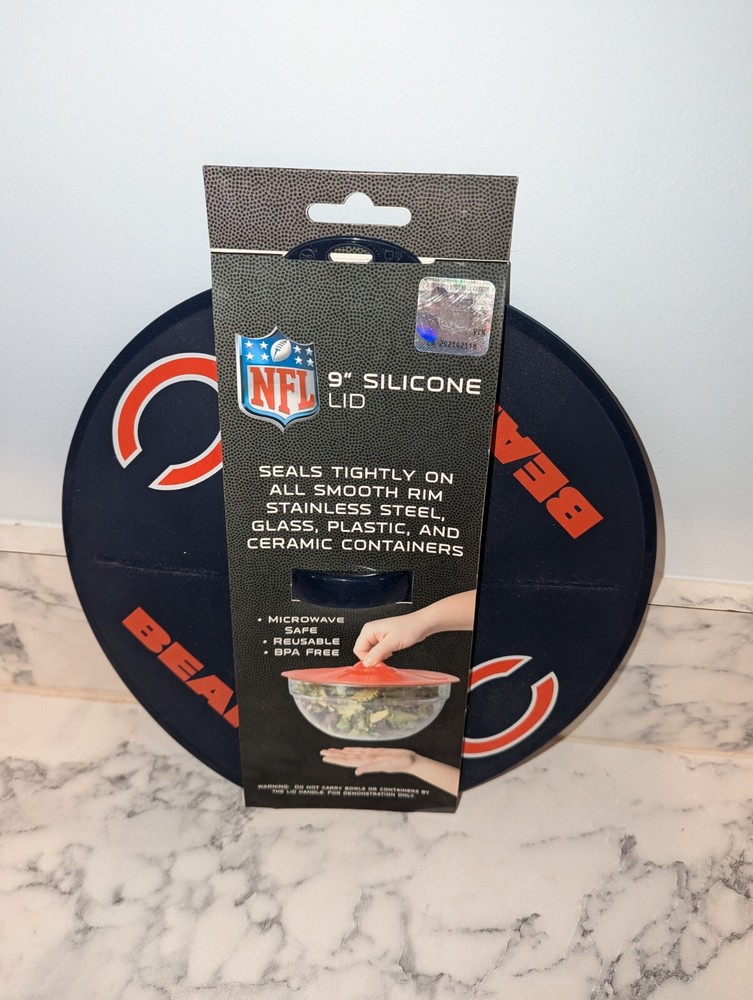 NFL
9" SILICONE
LID
SEALS TIGHTLY ON
ALL SMOOTH RIM
STAINLESS STEEL,
GLASS, PLASTIC, AND
CERAMIC CONTAINERS
• MICROWAVE
SAFE
• REUSABLE
• BPA FREE
WARNING: DO NOT CARRY BOWLS OR CONTAINERS BY
THE LID HANDLE. FOR DEMONSTRATION ONLY.
BEA
BEA